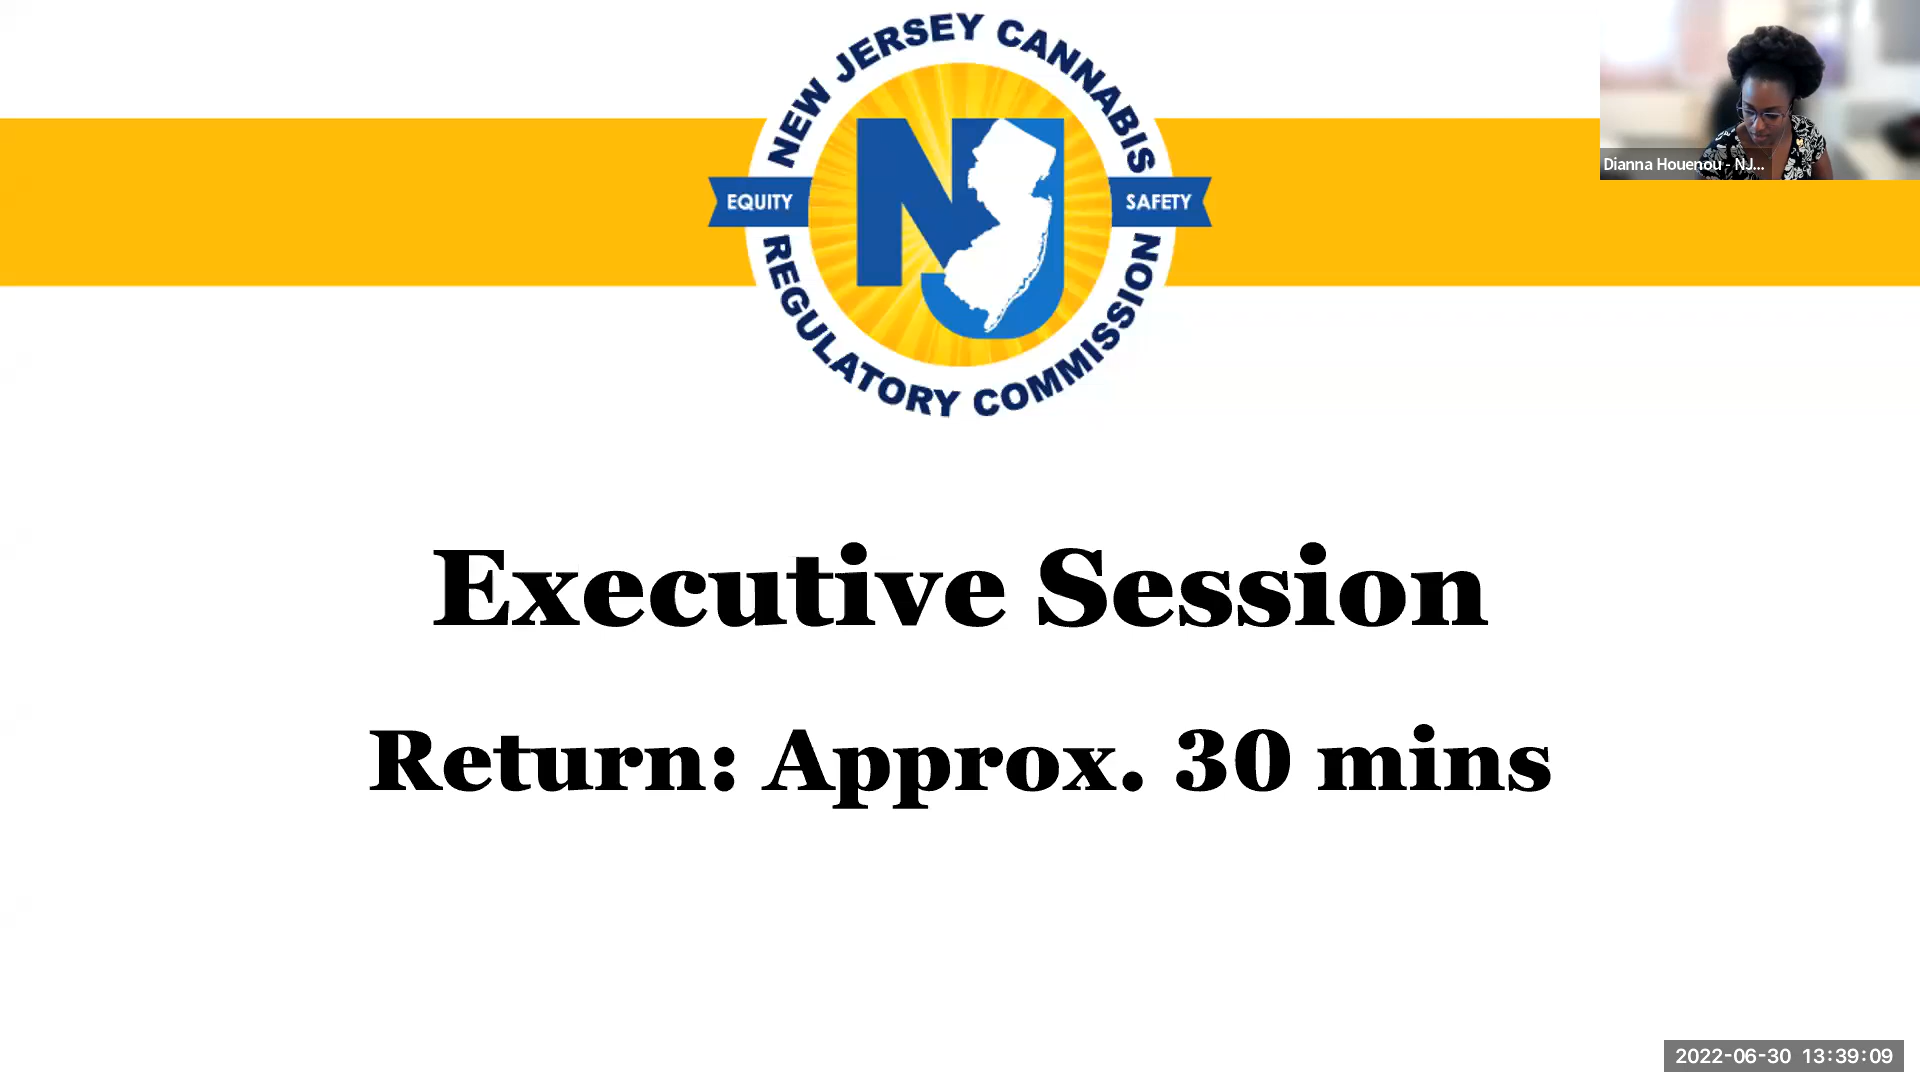 NEW JERSEY CANNABIS
EQUITY
NJ
SAFETY
REGULATORY COMMISSION
Dianna Houenou - NJ...
Executive Session
Return: Approx. 30 mins
2022-06-30 13:39:09